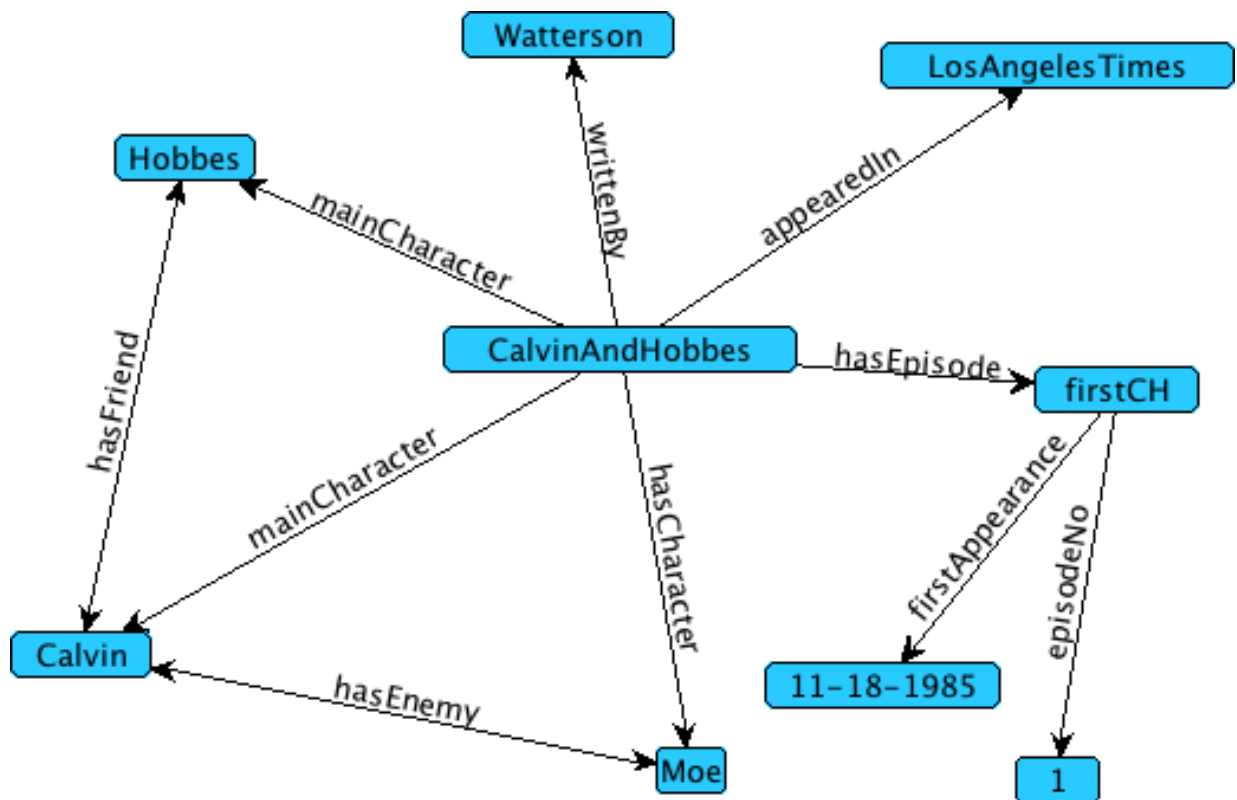 Watterson
LosAngelesTimes
Hobbes
writtenBy
appearedIn
mainCharacter
CalvinAndHobbes
hasEpisode
firstCH
hasFriend
mainCharacter
hasCharacter
firstAppearance
episodeNo
Calvin
hasEnemy
11-18-1985
Moe
1